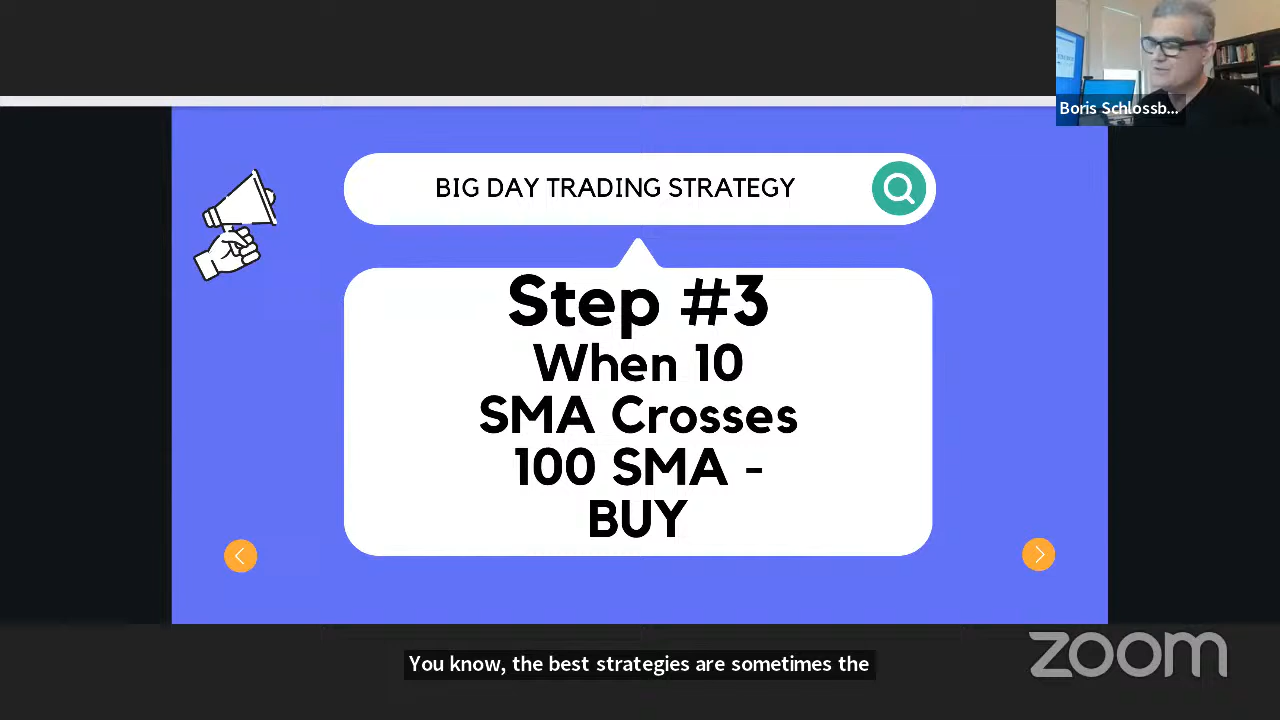 Boris Schlossb...
BIG DAY TRADING STRATEGY
Step #3
When 10
SMA Crosses
100 SMA -
BUY
You know, the best strategies are sometimes the
zoom